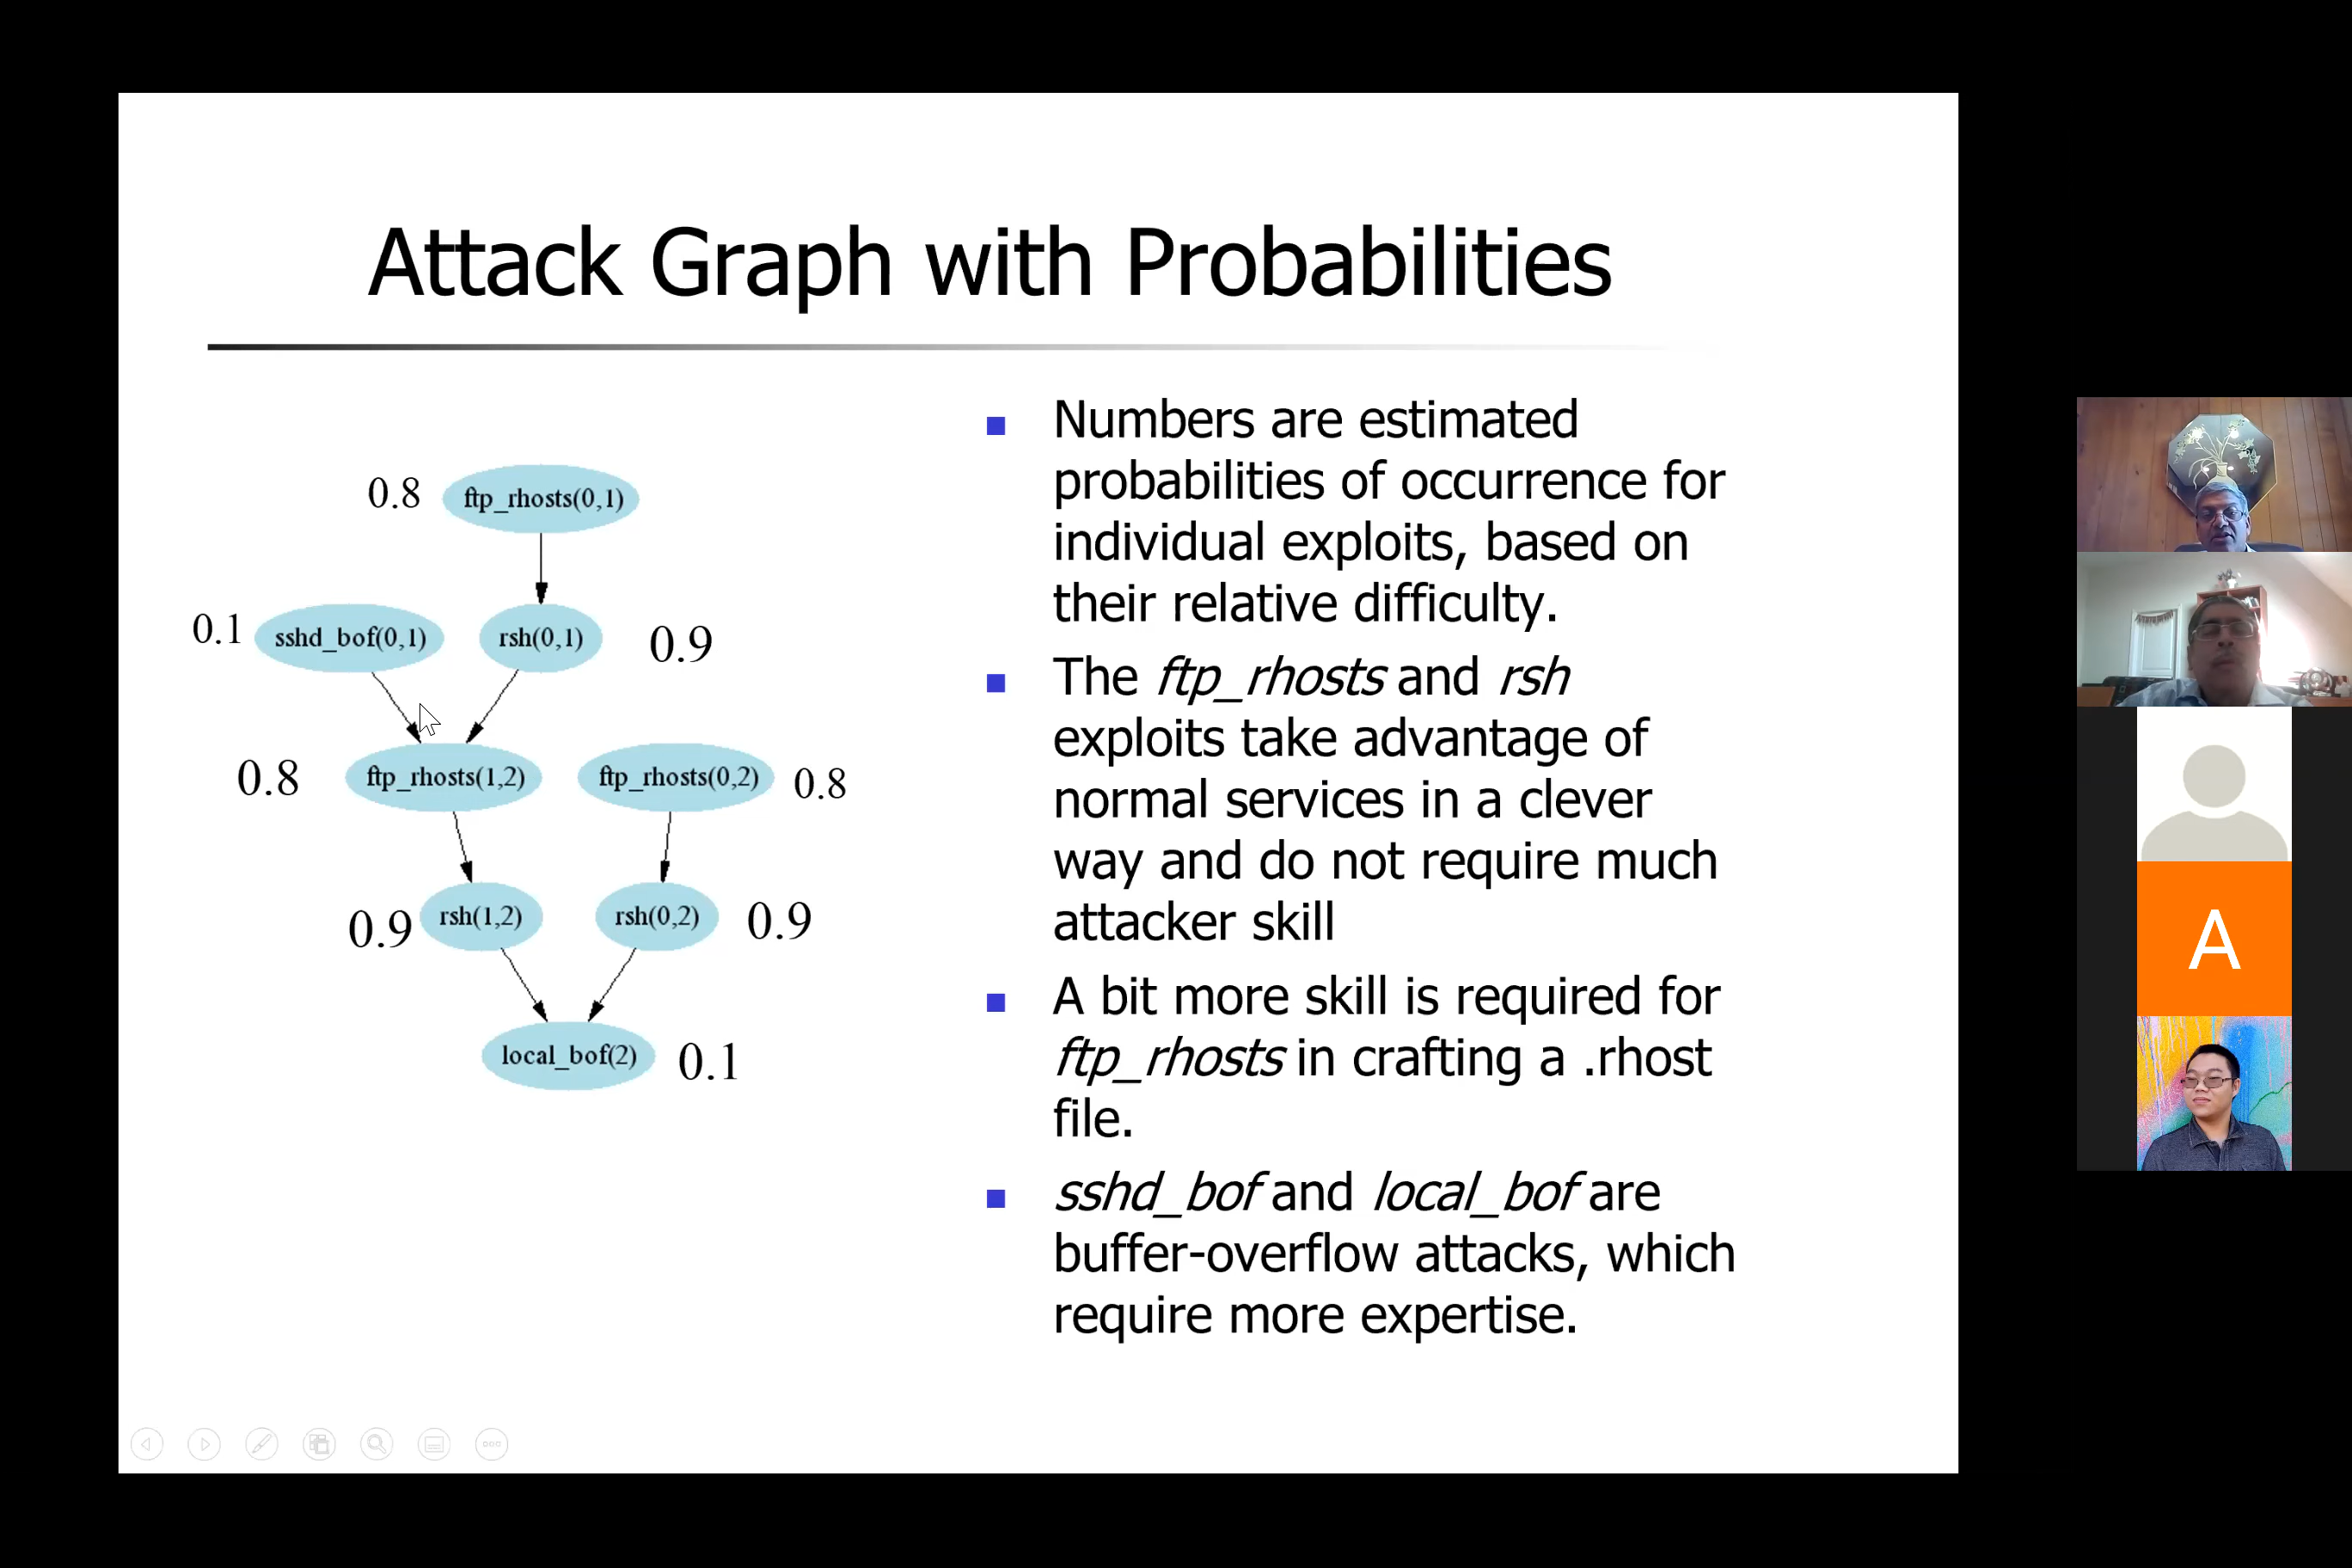 Attack Graph with Probabilities
0.8
ftp_rhosts(0,1)
0.1
sshd_bof(0,1)
rsh(0,1)
0.9
0.8
ftp_rhosts(1,2)
ftp_rhosts(0,2)
0.8
0.9
rsh(1,2)
rsh(0,2)
0.9
local_bof(2)
0.1
Numbers are estimated
probabilities of occurrence for
individual exploits, based on
their relative difficulty.
The ftp_rhosts and rsh
exploits take advantage of
normal services in a clever
way and do not require much
attacker skill
A bit more skill is required for
ftp_rhosts in crafting a .rhost
file.
sshd_bof and local_bof are
buffer-overflow attacks, which
require more expertise.
A